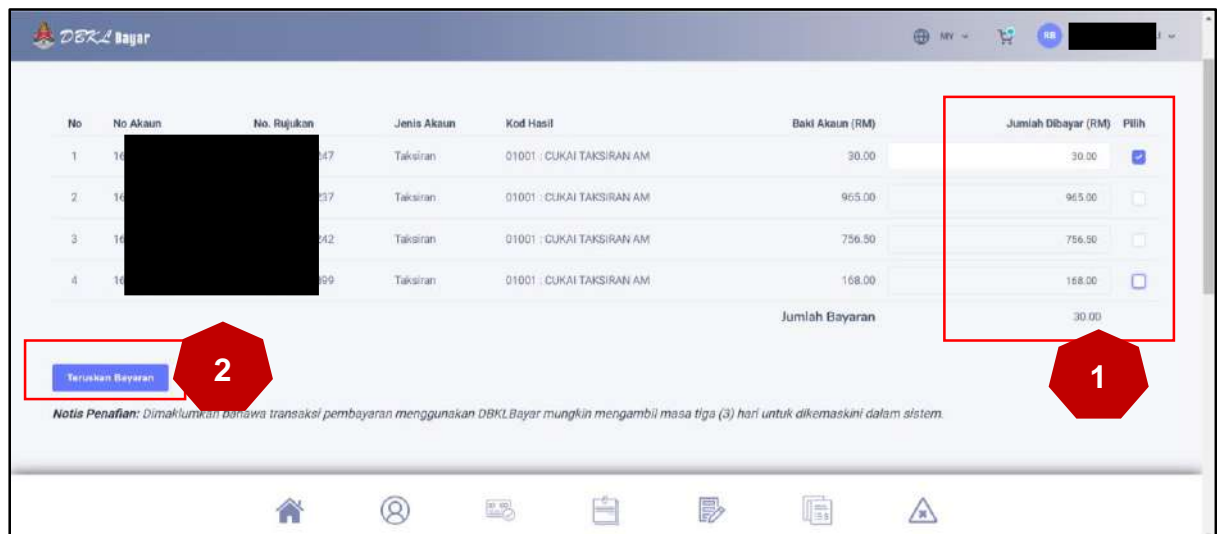 DBKL Bayar MY RB
No No Akaun No. Rujukan Jenis Akaun Kod Hasil Baki Akaun (RM) Jumlah Dibayar (RM) Pilih
1 16 247 Taksiran 01001 : CUKAI TAKSIRAN AM 30.00 30.00
2 16 237 Taksiran 01001 : CUKAI TAKSIRAN AM 965.00 965.00
3 16 242 Taksiran 01001 : CUKAI TAKSIRAN AM 756.50 756.50
4 16 099 Taksiran 01001 : CUKAI TAKSIRAN AM 168.00 168.00
Jumlah Bayaran 30.00
1
Teruskan Bayaran 2
Notis Penafian: Dimaklumkan bahawa transaksi pembayaran menggunakan DBKLBayar mungkin mengambil masa tiga (3) hari untuk dikemaskini dalam sistem.